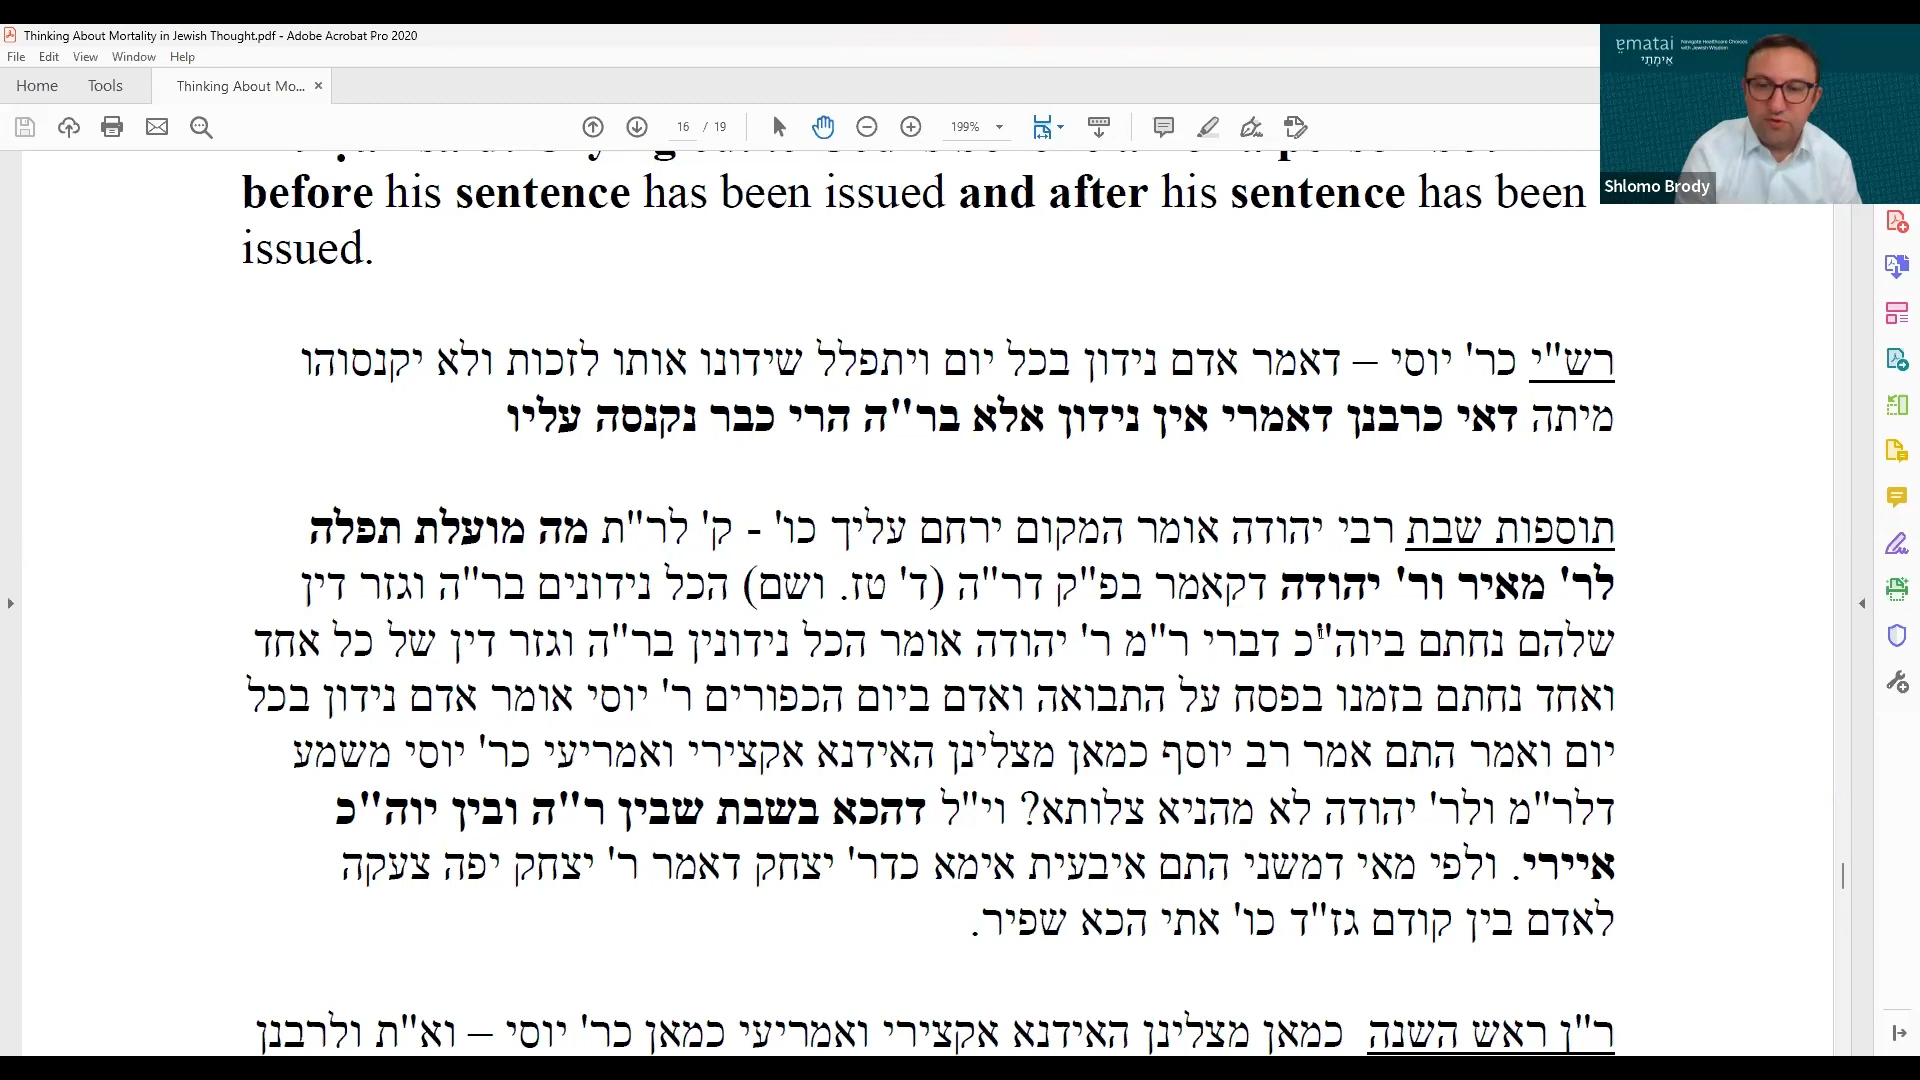 Thinking About Mortality in Jewish Thought.pdf - Adobe Acrobat Pro 2020
File Edit View Window Help
Home Tools Thinking About Mo... ×
16 / 19 199%
ematai Navigate Healthcare Choices with Jewish Wisdom
אֵימָתַי
Shlomo Brody
before his sentence has been issued and after his sentence has been
issued.
רש"י כר' יוסי – דאמר אדם נידון בכל יום ויתפלל שידונו אותו לזכות ולא יקנסוהו
מיתה דאי כרבנן דאמרי אין נידון אלא בר"ה הרי כבר נקנסה עליו
תוספות שבת רבי יהודה אומר המקום ירחם עליך כו' - ק' לר"ת מה מועלת תפלה
לר' מאיר ור' יהודה דקאמר בפ"ק דר"ה (ד' טז. ושם) הכל נידונים בר"ה וגזר דין
שלהם נחתם ביוה"כ דברי ר"מ ר' יהודה אומר הכל נידונין בר"ה וגזר דין של כל אחד
ואחד נחתם בזמנו בפסח על התבואה ואדם ביום הכפורים ר' יוסי אומר אדם נידון בכל
יום ואמר התם אמר רב יוסף כמאן מצלינן האידנא אקצירי ואמריעי כר' יוסי משמע
דלר"מ ולר' יהודה לא מהניא צלותא? וי"ל דהכא בשבת שבין ר"ה ובין יוה"כ
איירי. ולפי מאי דמשני התם איבעית אימא כדר' יצחק דאמר ר' יצחק יפה צעקה
לאדם בין קודם גז"ד כו' אתי הכא שפיר.
ר"ן ראש השנה כמאן מצלינן האידנא אקצירי ואמריעי כמאן כר' יוסי – וא"ת ולרבנן